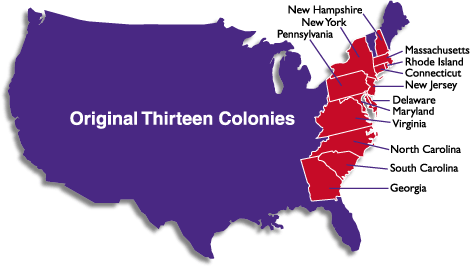 New Hampshire
New York
Pennsylvania
Massachusetts
Rhode Island
Connecticut
New Jersey
Delaware
Maryland
Virginia
Original Thirteen Colonies
North Carolina
South Carolina
Georgia